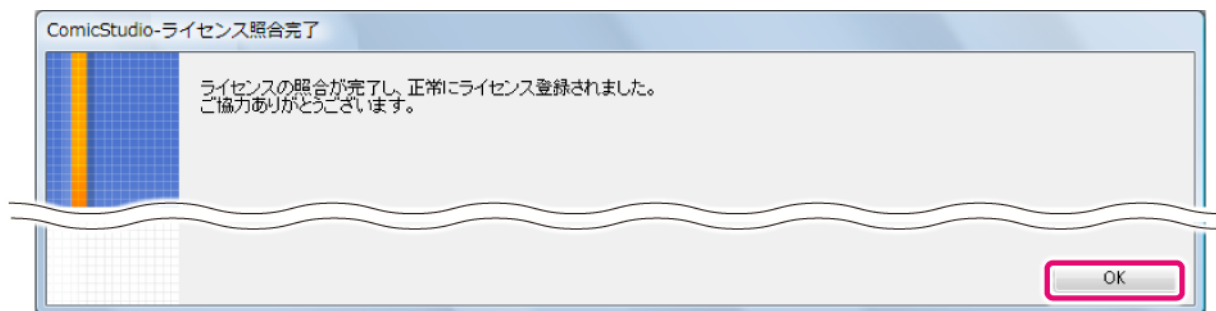 ComicStudio-ライセンス照合完了
ライセンスの照合が完了し、正常にライセンス登録されました。
ご協力ありがとうございます。
OK